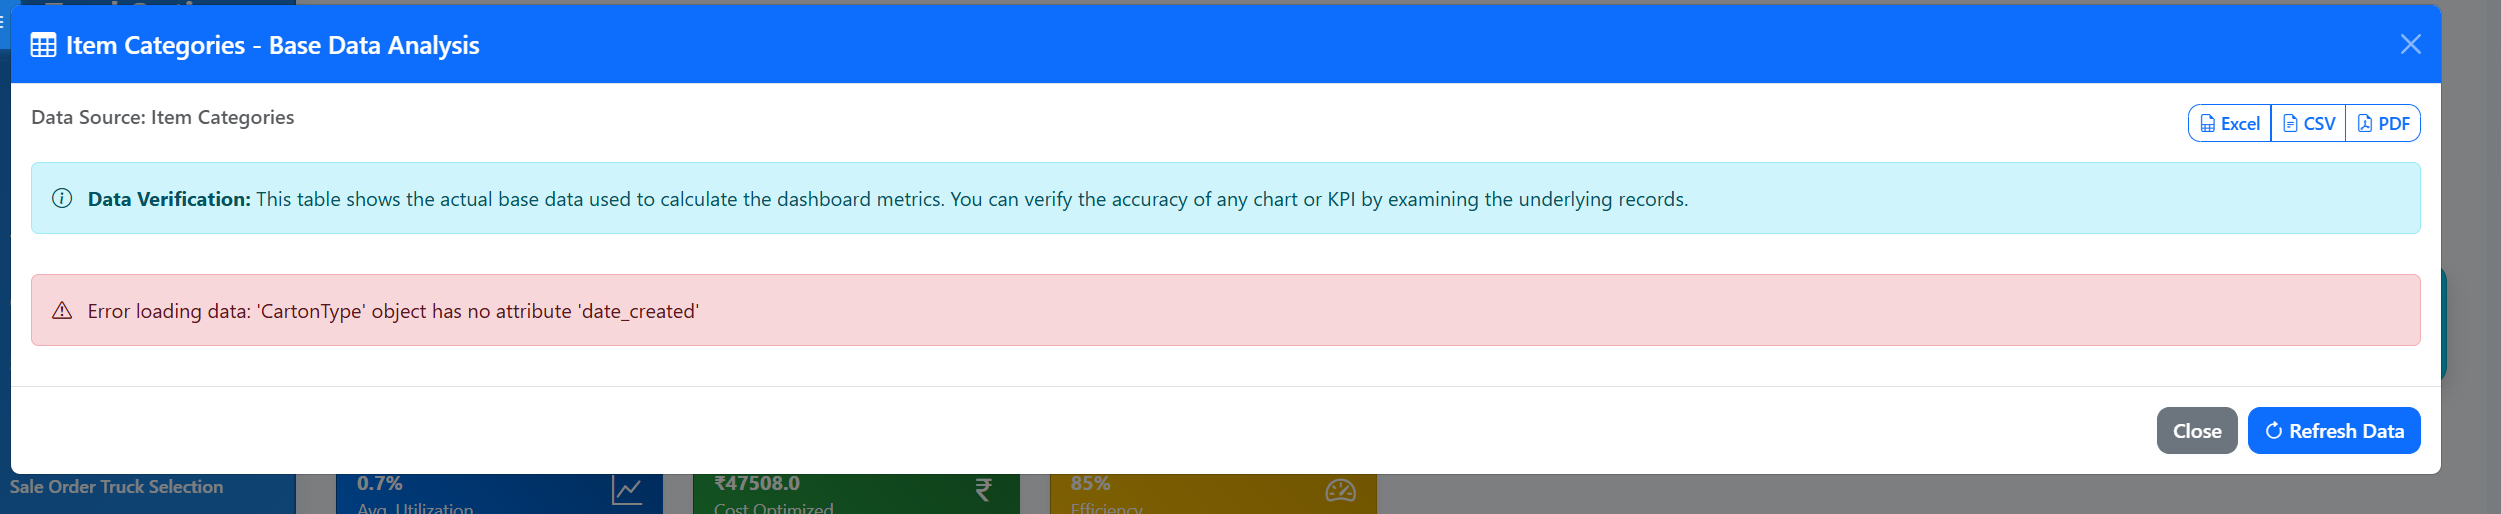 Item Categories - Base Data Analysis
Data Source: Item Categories
Excel
CSV
PDF
Data Verification: This table shows the actual base data used to calculate the dashboard metrics. You can verify the accuracy of any chart or KPI by examining the underlying records.
Error loading data: 'CartonType' object has no attribute 'date_created'
Close
Refresh Data
Sale Order Truck Selection
0.7%
Avg. Utilization
₹47508.0
Cost Optimized
85%
Efficiency